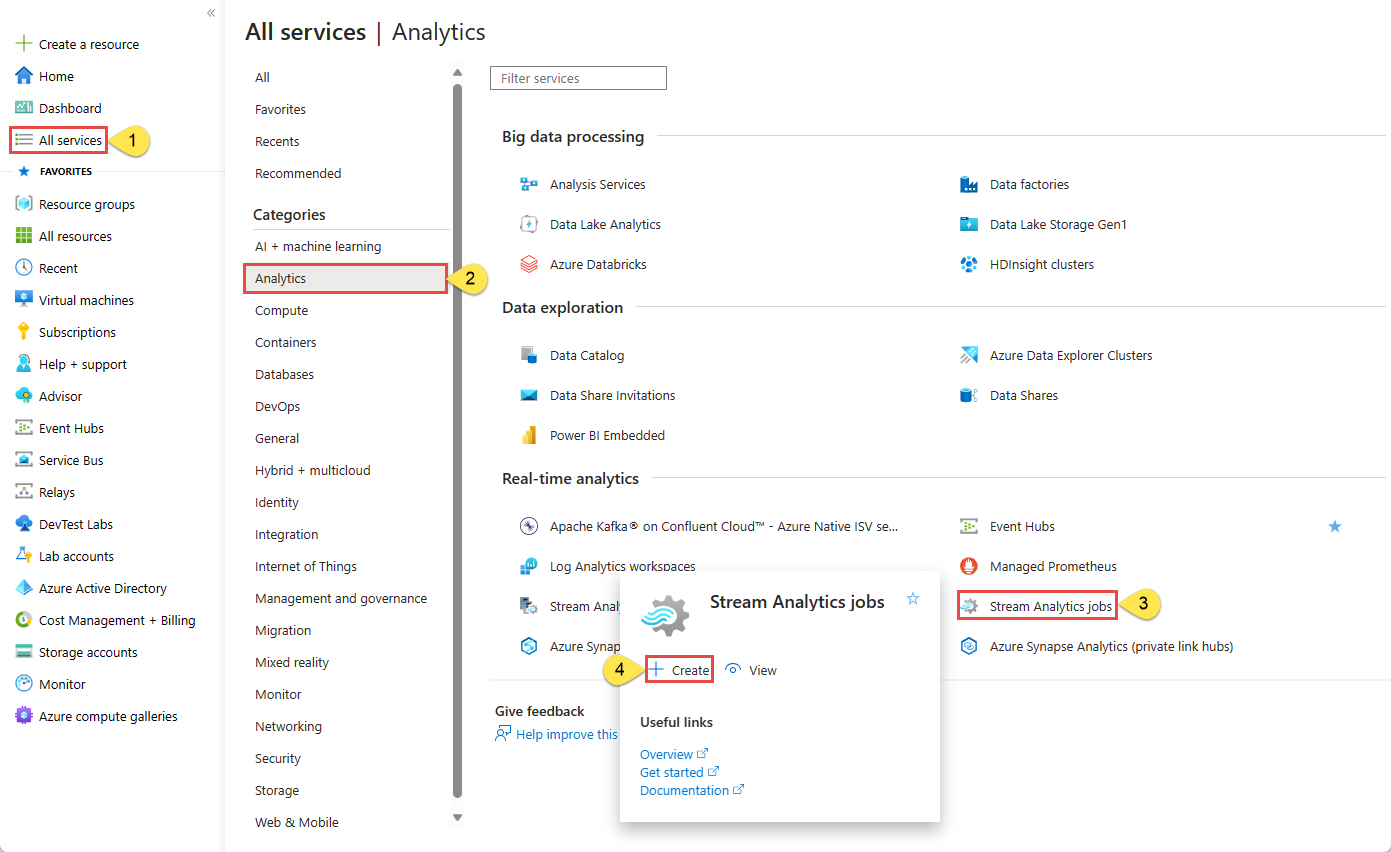 «
Create a resource
Home
Dashboard
All services
1
FAVORITES
Resource groups
All resources
Recent
Virtual machines
Subscriptions
Help + support
Advisor
Event Hubs
Service Bus
Relays
DevTest Labs
Lab accounts
Azure Active Directory
Cost Management + Billing
Storage accounts
Monitor
Azure compute galleries
All services | Analytics
All
Favorites
Recents
Recommended
Categories
AI + machine learning
Analytics
2
Compute
Containers
Databases
DevOps
General
Hybrid + multicloud
Identity
Integration
Internet of Things
Management and governance
Migration
Mixed reality
Monitor
Networking
Security
Storage
Web & Mobile
Filter services
Big data processing
Analysis Services
Data factories
Data Lake Analytics
Data Lake Storage Gen1
Azure Databricks
HDInsight clusters
Data exploration
Data Catalog
Azure Data Explorer Clusters
Data Share Invitations
Data Shares
Power BI Embedded
Real-time analytics
Apache Kafka® on Confluent Cloud™ - Azure Native ISV se...
Event Hubs
Log Analytics workspaces
Managed Prometheus
Stream Anal
Stream Analytics jobs
3
Azure Synap
Azure Synapse Analytics (private link hubs)
Give feedback
Help improve this
Stream Analytics jobs
4
Create
View
Useful links
Overview
Get started
Documentation